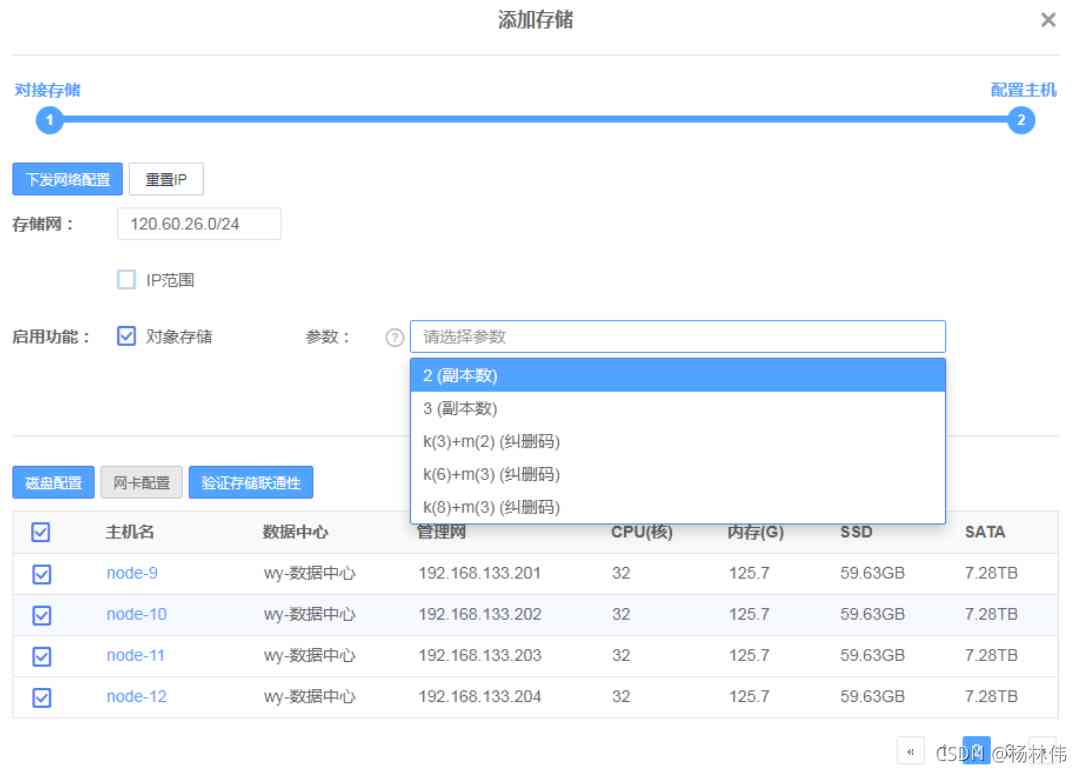 添加存储 ×
对接存储 配置主机
1 2
下发网络配置 重置IP
存储网： 120.60.26.0/24
IP范围
启用功能： 对象存储 参数： ? 请选择参数
2 (副本数)
3 (副本数)
k(3)+m(2) (纠删码)
k(6)+m(3) (纠删码)
k(8)+m(3) (纠删码)
磁盘配置 网卡配置 验证存储联通性
主机名 数据中心 管理网 CPU(核) 内存(G) SSD SATA
node-9 wy-数据中心 192.168.133.201 32 125.7 59.63GB 7.28TB
node-10 wy-数据中心 192.168.133.202 32 125.7 59.63GB 7.28TB
node-11 wy-数据中心 192.168.133.203 32 125.7 59.63GB 7.28TB
node-12 wy-数据中心 192.168.133.204 32 125.7 59.63GB 7.28TB
«
CSDN @杨林伟